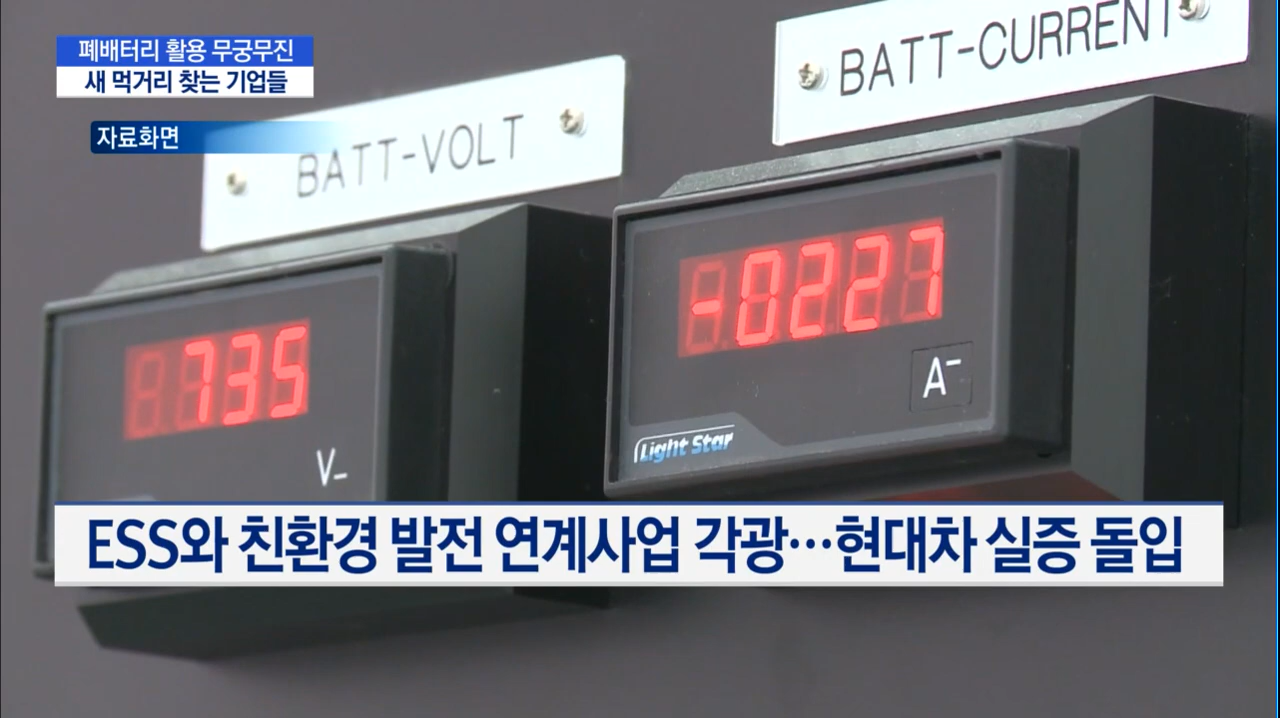 폐배터리 활용 무궁무진
새 먹거리 찾는 기업들
자료화면
BATT-VOLT
BATT-CURRENT
735
V
-0227
A
Light Star
ESS와 친환경 발전 연계사업 각광…현대차 실증 돌입